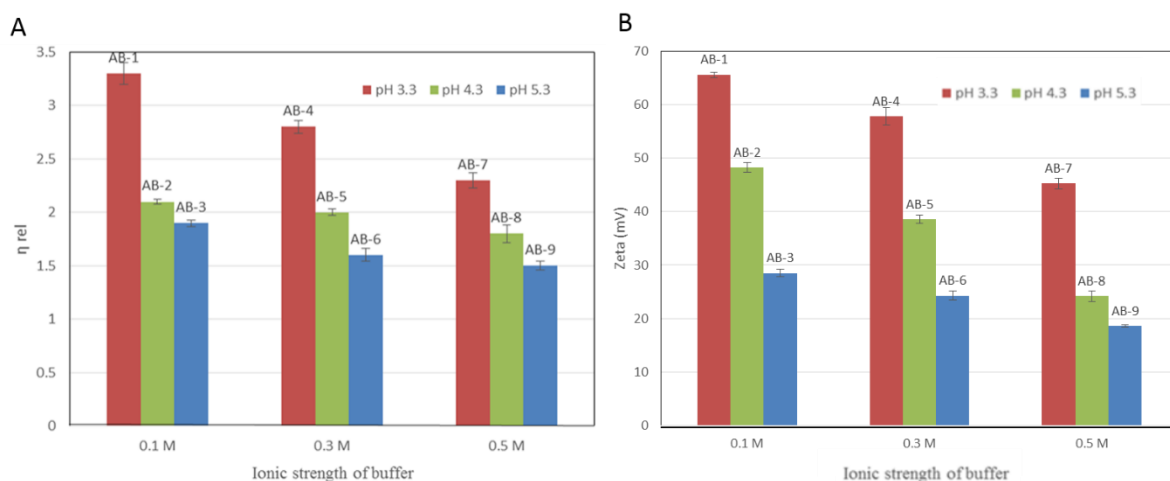 A
3.5
3
2.5
2
1.5
1
0.5
0
η rel
AB-1
AB-2
AB-3
AB-4
AB-5
AB-6
AB-7
AB-8
AB-9
pH 3.3 pH 4.3 pH 5.3
0.1 M 0.3 M 0.5 M
Ionic strength of buffer
B
70
60
50
40
30
20
10
0
Zeta (mV)
AB-1
AB-2
AB-3
AB-4
AB-5
AB-6
AB-7
AB-8
AB-9
pH 3.3 pH 4.3 pH 5.3
0.1 M 0.3 M 0.5 M
Ionic strength of buffer